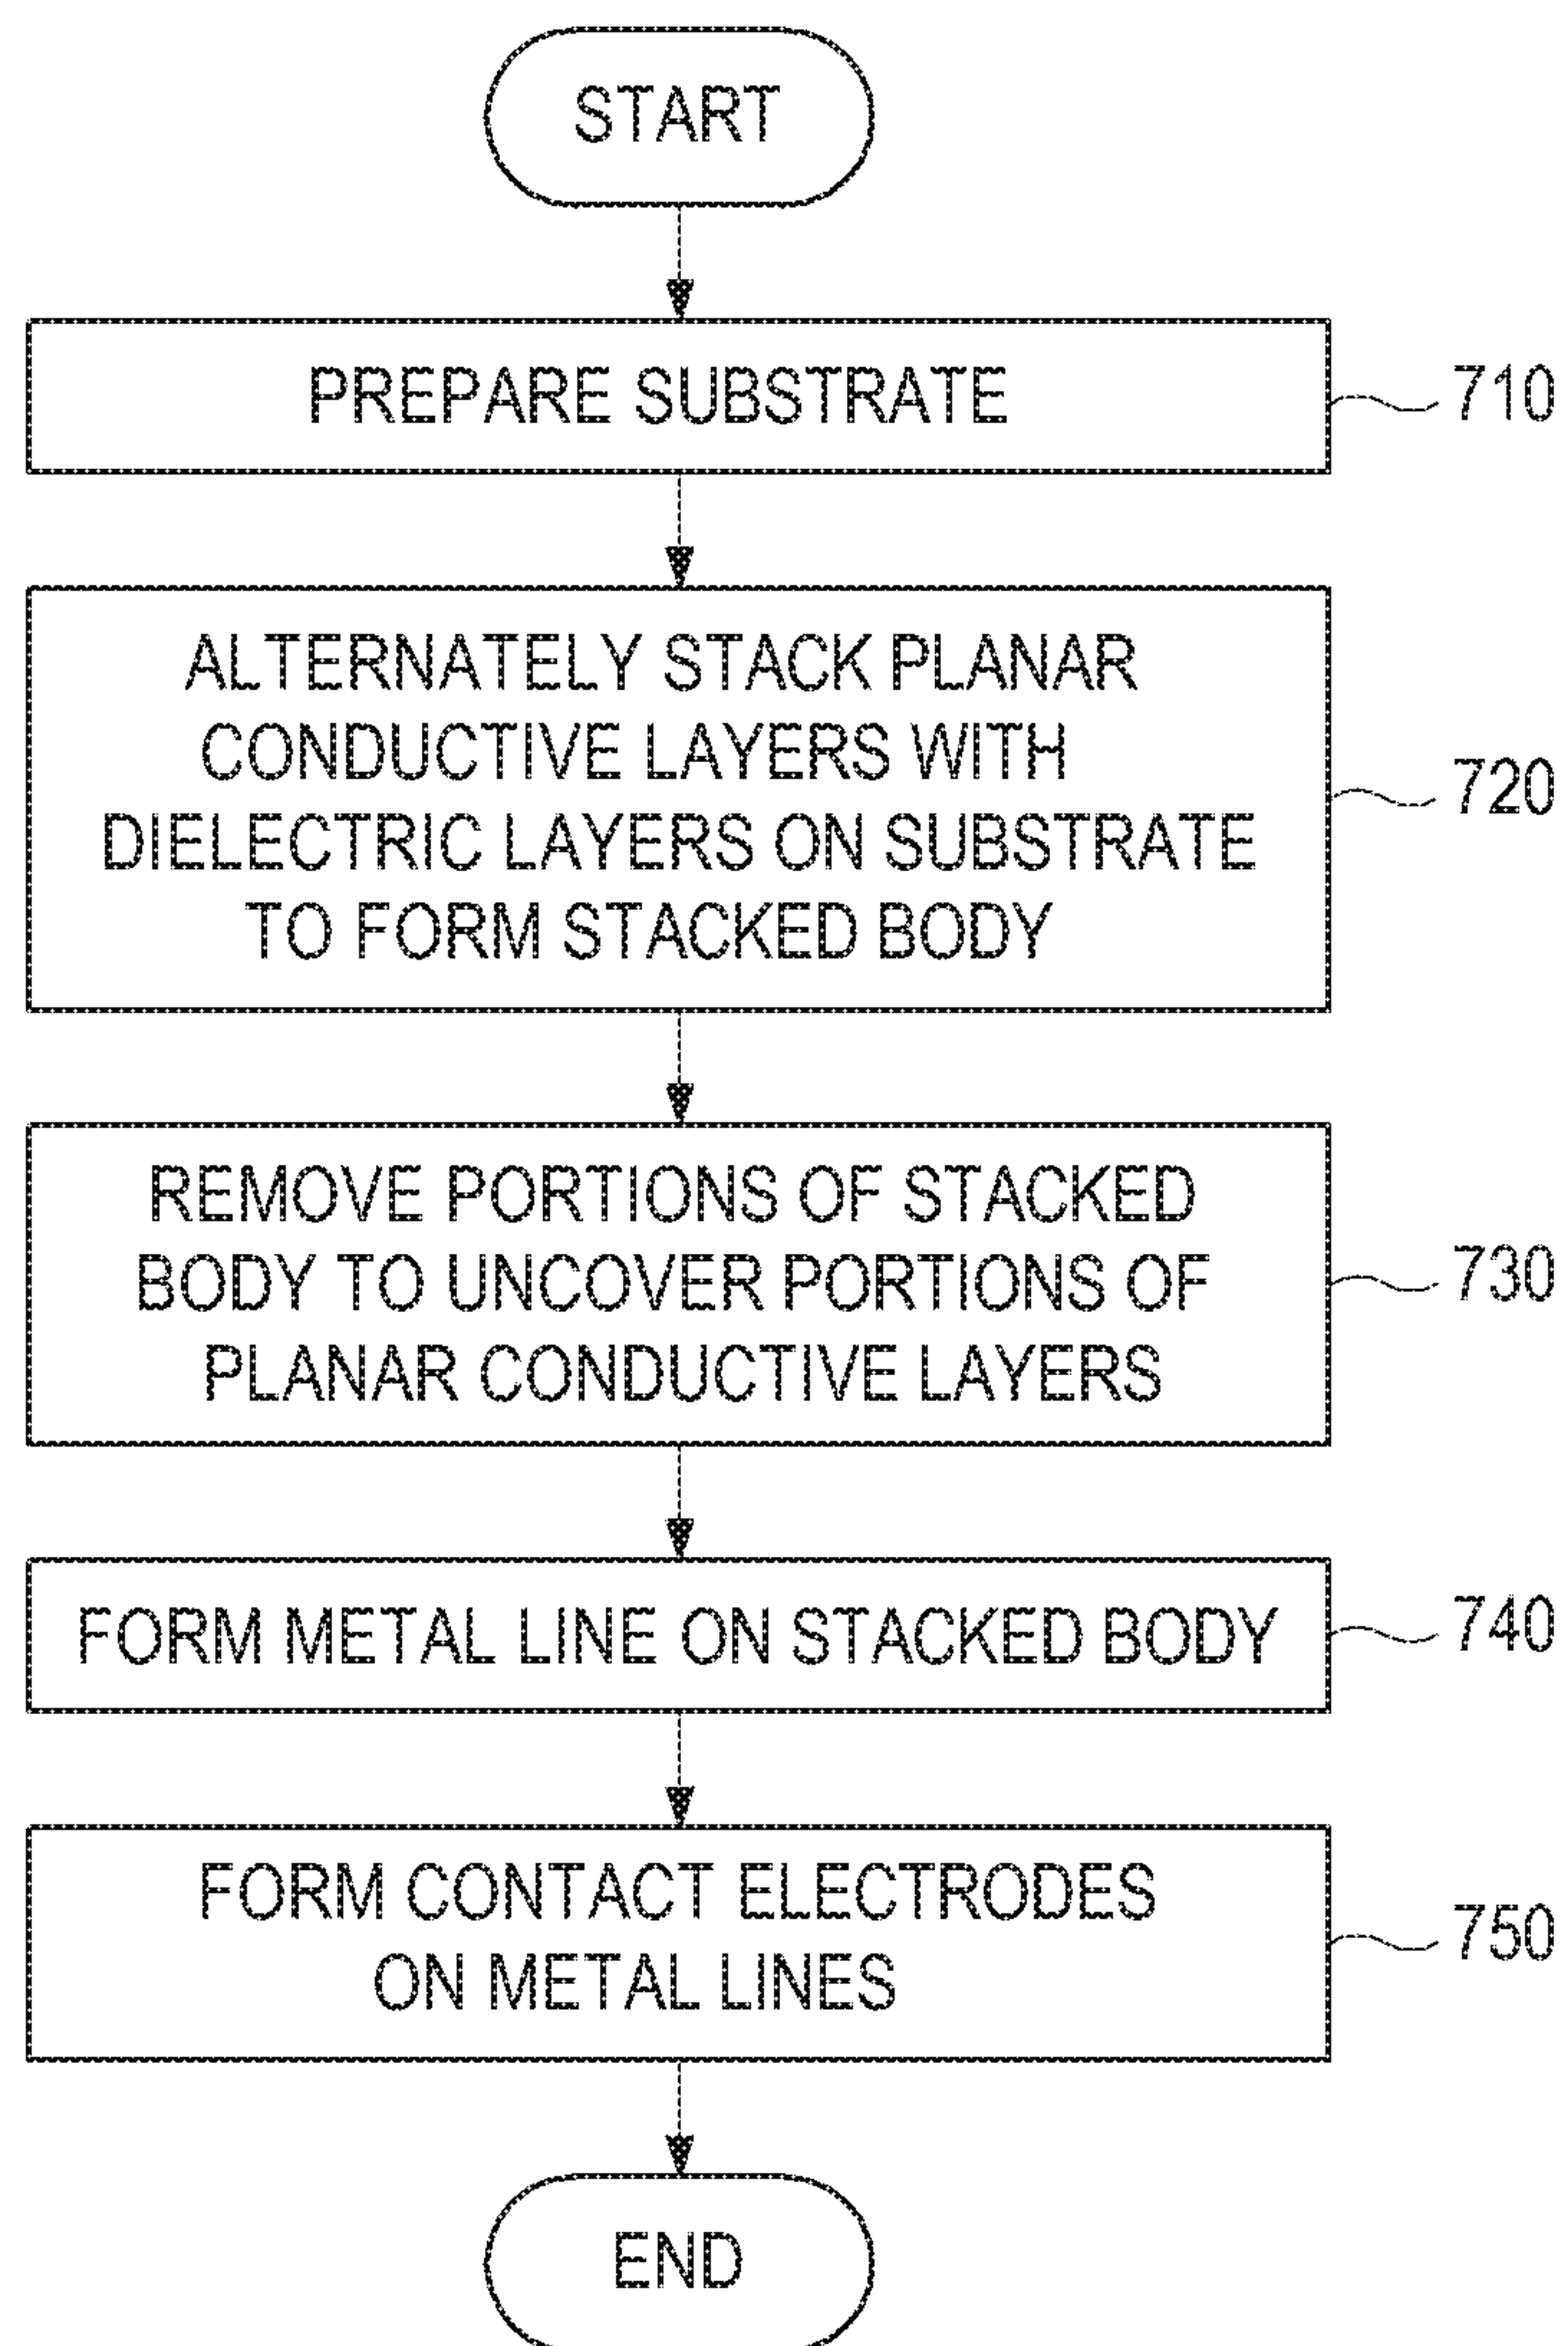 START
PREPARE SUBSTRATE
710
ALTERNATELY STACK PLANAR
CONDUCTIVE LAYERS WITH
DIELECTRIC LAYERS ON SUBSTRATE
TO FORM STACKED BODY
720
REMOVE PORTIONS OF STACKED
BODY TO UNCOVER PORTIONS OF
PLANAR CONDUCTIVE LAYERS
730
FORM METAL LINE ON STACKED BODY
740
FORM CONTACT ELECTRODES
ON METAL LINES
750
END